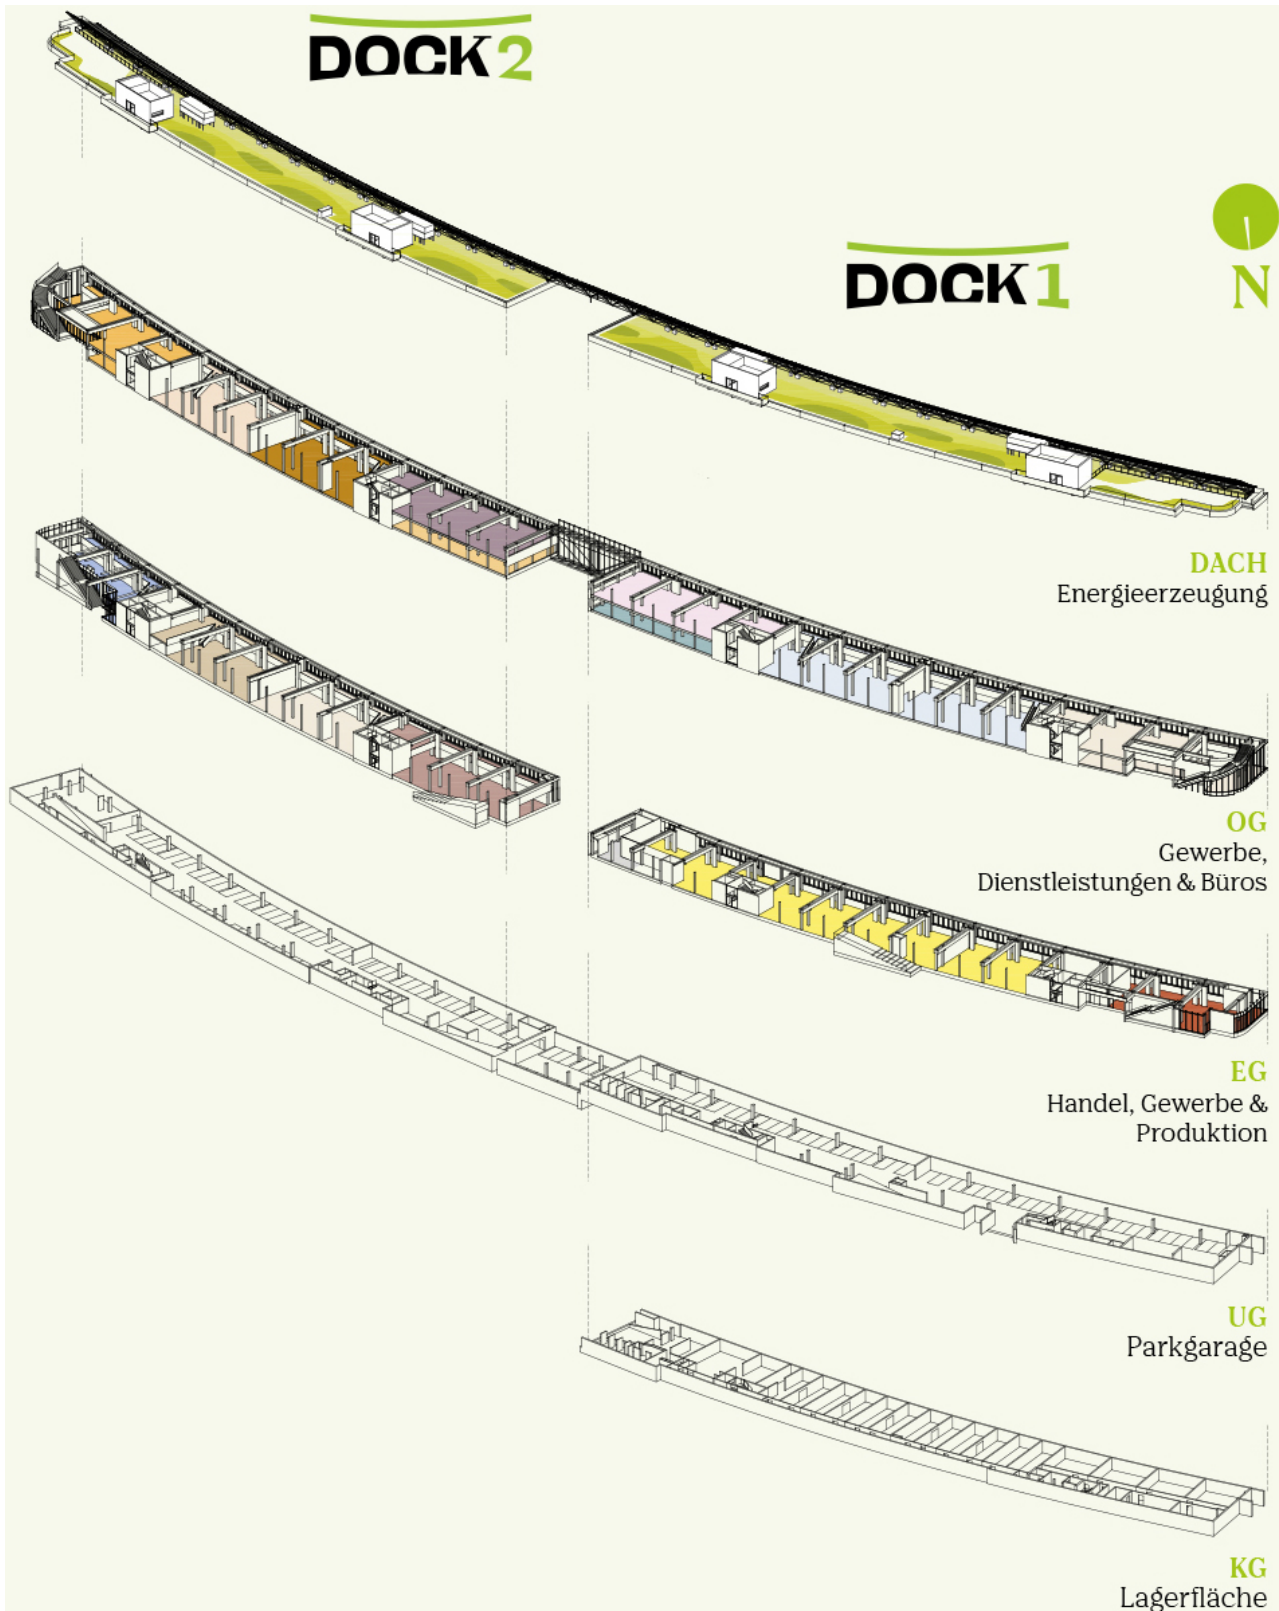 DOCK2
DOCK1
N
DACH
Energieerzeugung
OG
Gewerbe,
Dienstleistungen & Büros
EG
Handel, Gewerbe &
Produktion
UG
Parkgarage
KG
Lagerfläche